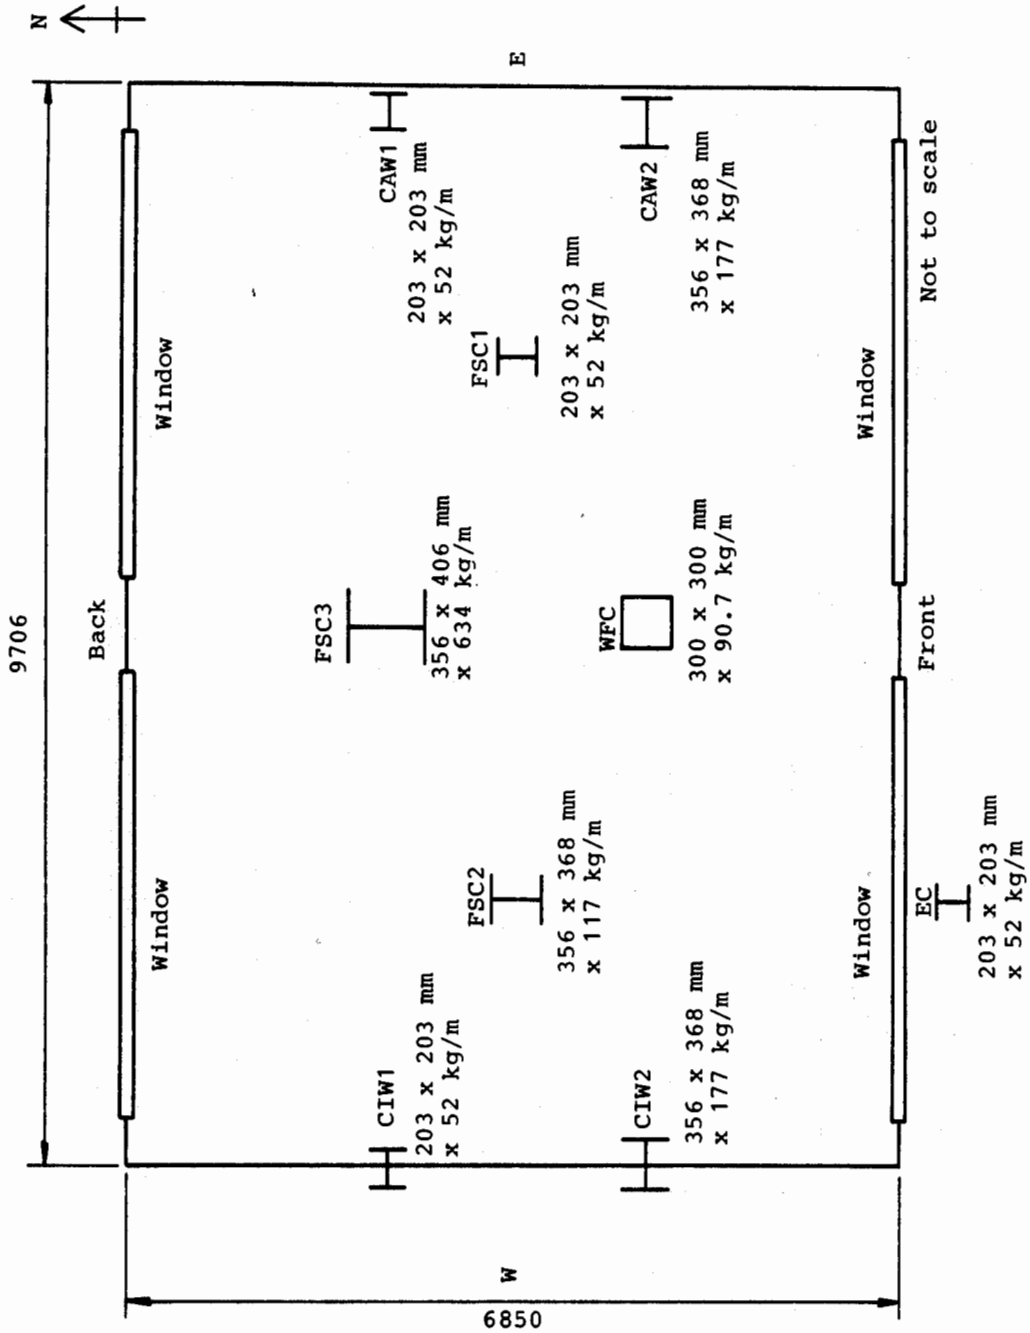 N
9706
Back
Window
Window
E
W
6850
CIW1
203 x 203 mm
x 52 kg/m
CIW2
356 x 368 mm
x 177 kg/m
FSC2
356 x 368 mm
x 117 kg/m
FSC3
356 x 406 mm
x 634 kg/m
WFC
300 x 300 mm
x 90.7 kg/m
FSC1
203 x 203 mm
x 52 kg/m
CAW1
203 x 203 mm
x 52 kg/m
CAW2
356 x 368 mm
x 177 kg/m
Window
Window
Front
EC
203 x 203 mm
x 52 kg/m
Not to scale